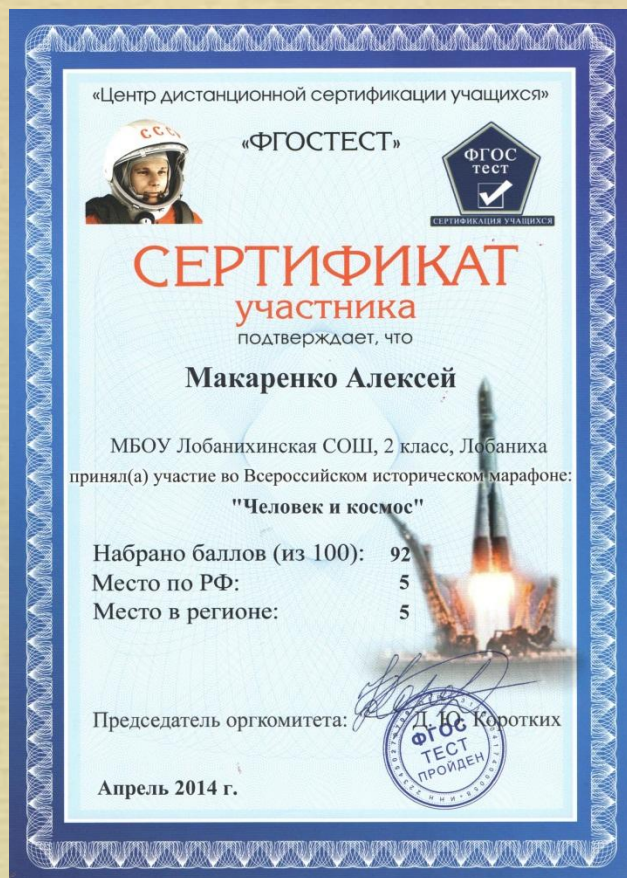 «Центр дистанционной сертификации учащихся»
«ФГОСТЕСТ»
СССР
ФГОС
тест
СЕРТИФИКАЦИЯ УЧАЩИХСЯ
СЕРТИФИКАТ
участника
подтверждает, что
Макаренко Алексей
МБОУ Лобанихинская СОШ, 2 класс, Лобаниха
принял(а) участие во Всероссийском историческом марафоне:
"Человек и космос"
Набрано баллов (из 100): 92
Место по РФ: 5
Место в регионе: 5
Председатель оргкомитета: Д. Ю. Коротких
ФГОС
ТЕСТ
ПРОЙДЕН
Апрель 2014 г.